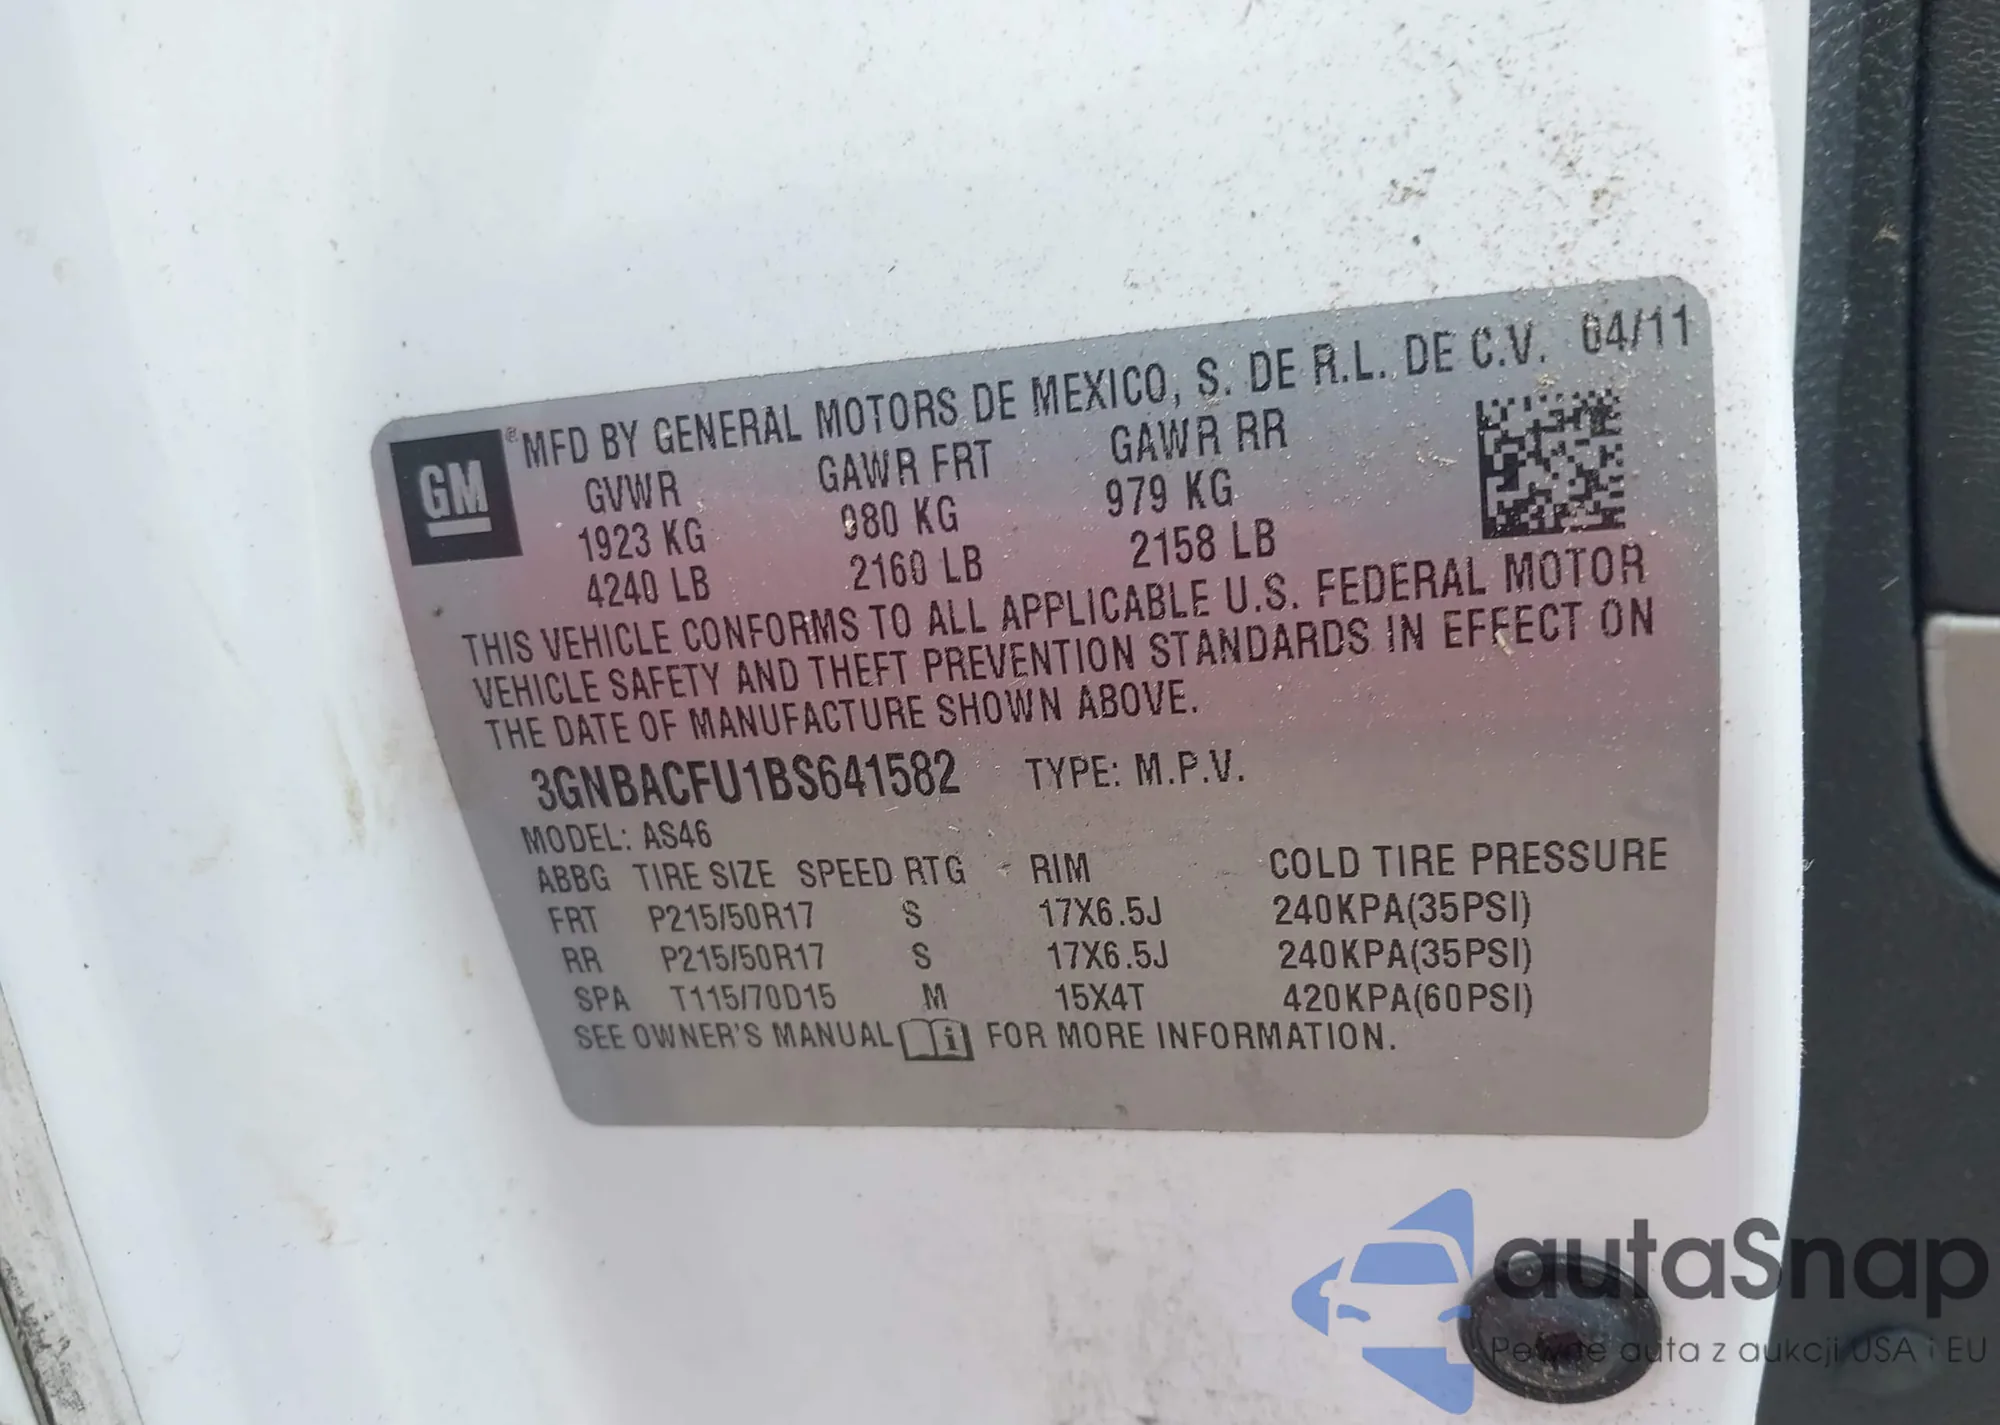 MFD BY GENERAL MOTORS DE MEXICO, S. DE R.L. DE C.V. 04/11
GM
®
GVWR GAWR FRT GAWR RR
1923 KG 980 KG 979 KG
4240 LB 2160 LB 2158 LB
THIS VEHICLE CONFORMS TO ALL APPLICABLE U.S. FEDERAL MOTOR
VEHICLE SAFETY AND THEFT PREVENTION STANDARDS IN EFFECT ON
THE DATE OF MANUFACTURE SHOWN ABOVE.
3GNBACFU1BS641582 TYPE: M.P.V.
MODEL: AS46
ABBG TIRE SIZE SPEED RTG RIM COLD TIRE PRESSURE
FRT P215/50R17 S 17X6.5J 240KPA(35PSI)
RR P215/50R17 S 17X6.5J 240KPA(35PSI)
SPA T115/70D15 M 15X4T 420KPA(60PSI)
SEE OWNER'S MANUAL i FOR MORE INFORMATION.
autaSnap
Pewne auta z aukcji USA i EU